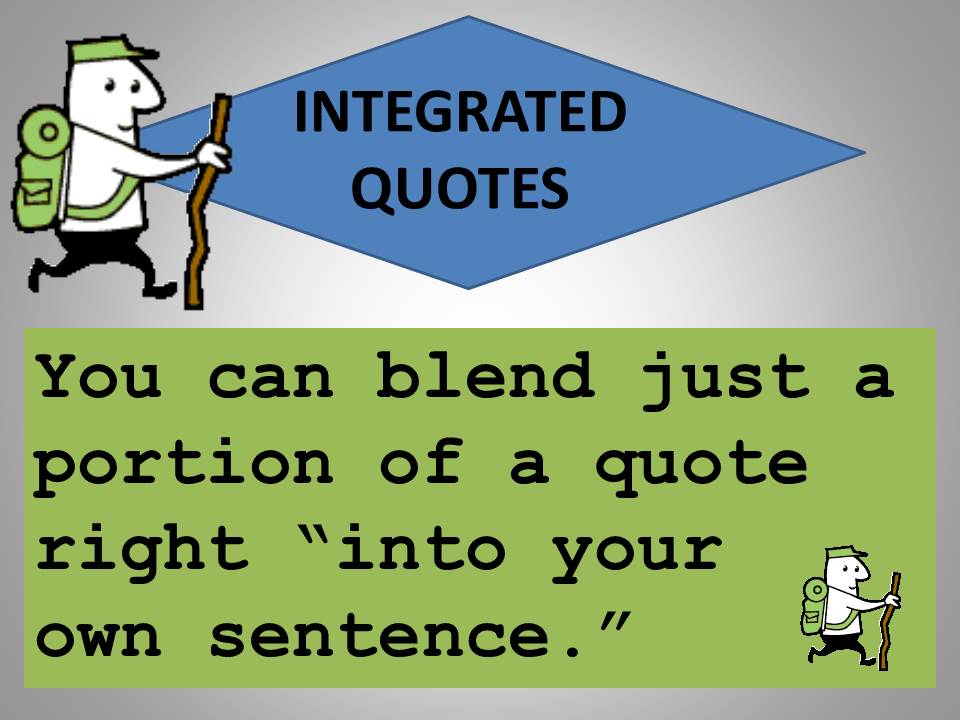 INTEGRATED
QUOTES
You can blend just a
portion of a quote
right “into your
own sentence.”